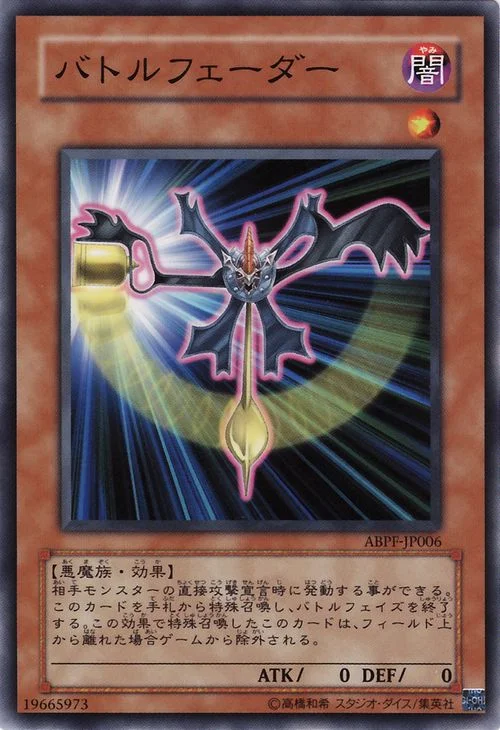 バトルフェーダー
やみ
闇
ABPF-JP006
【悪魔族・効果】
相手モンスターの直接攻撃宣言時に発動する事ができる。
このカードを手札から特殊召喚し、バトルフェイズを終了
する。この効果で特殊召喚したこのカードは、フィールド上
から離れた場合ゲームから除外される。
ATK/ 0 DEF/ 0
19665973
©高橋和希 スタジオ・ダイス/集英社